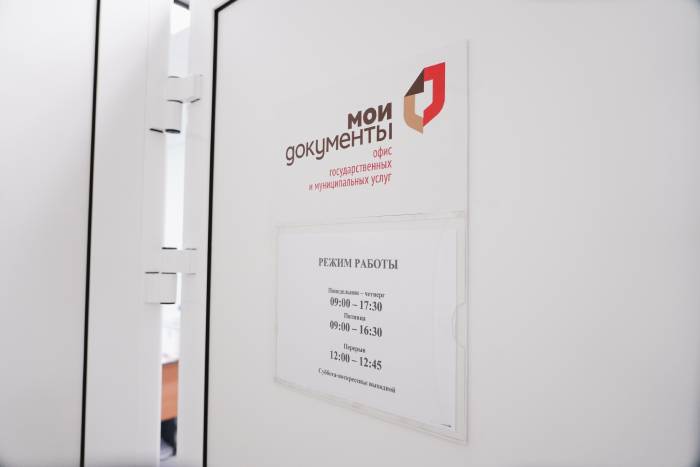 мои
документы
офис
государственных
и муниципальных услуг
РЕЖИМ РАБОТЫ
Понедельник – четверг
09:00 – 17:30
Пятница
09:00 – 16:30
Перерыв
12:00 – 12:45
Суббота-воскресенье выходной